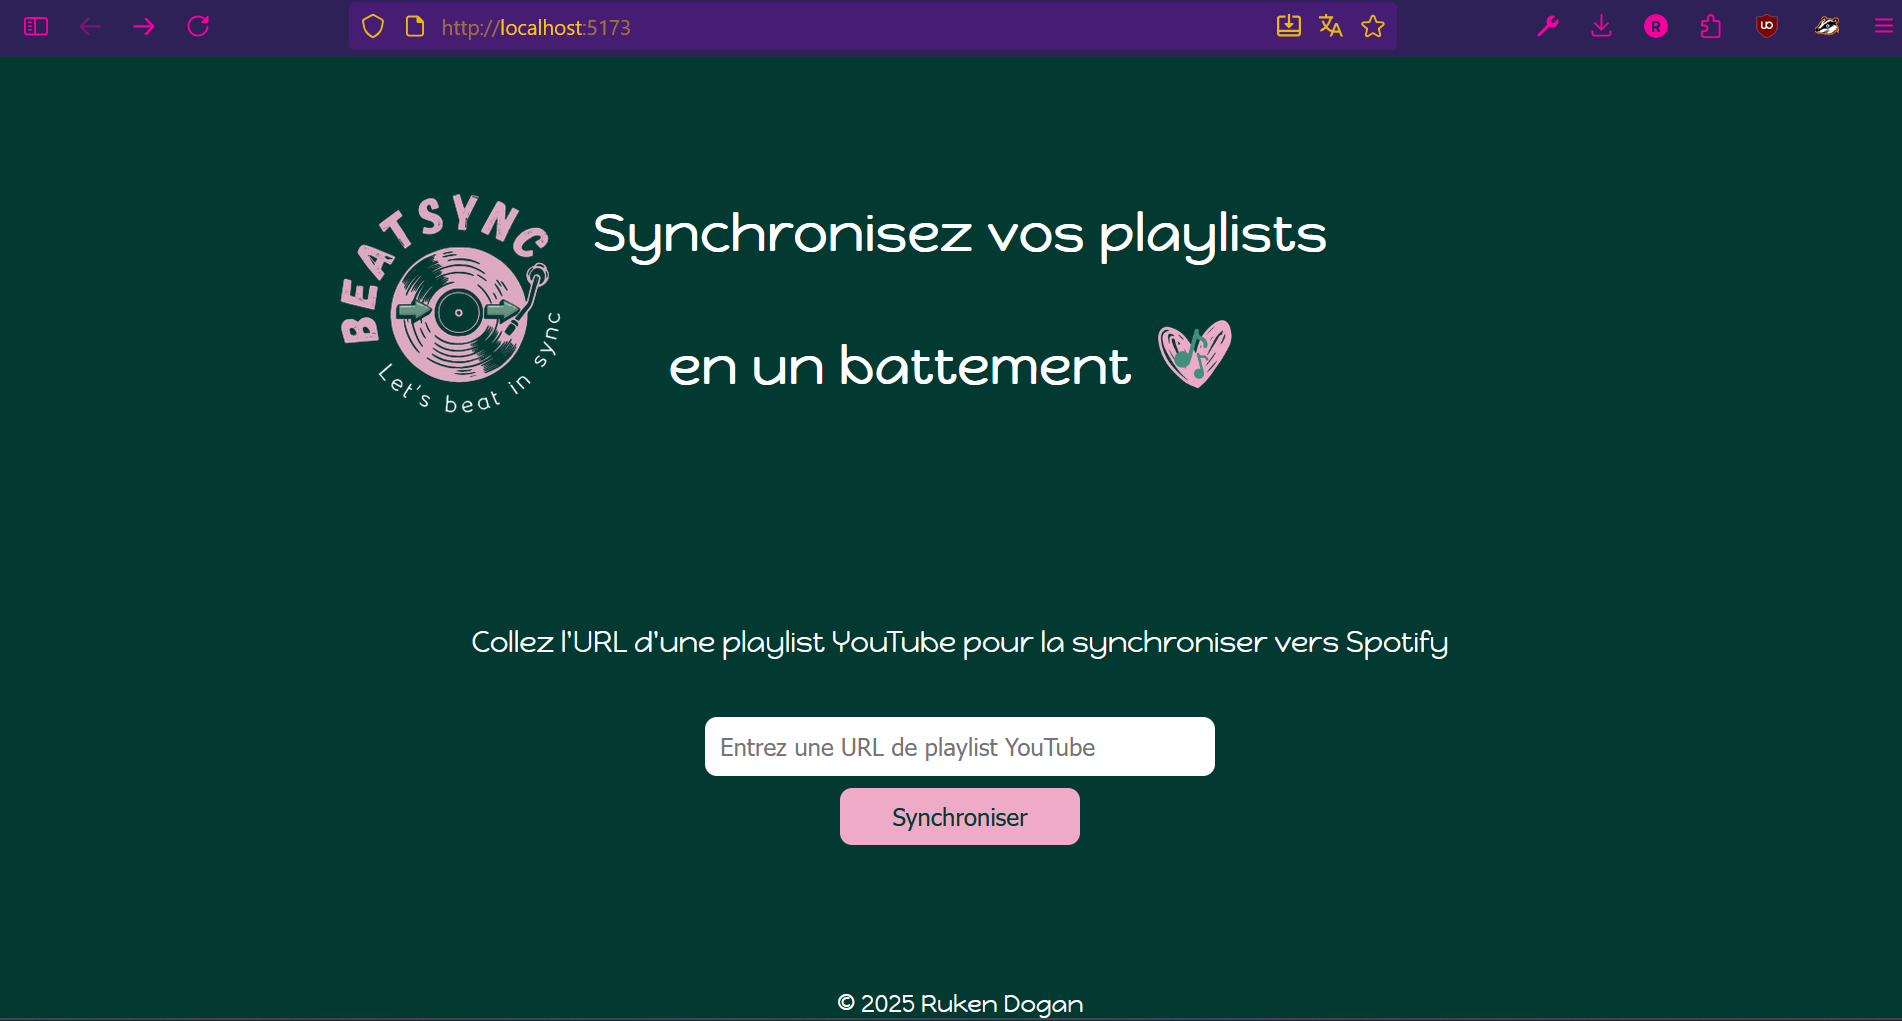 http://localhost:5173
R
BEATSYNC
Let's beat in sync
Synchronisez vos playlists
en un battement
Collez l'URL d'une playlist YouTube pour la synchroniser vers Spotify
Entrez une URL de playlist YouTube
Synchroniser
© 2025 Ruken Dogan